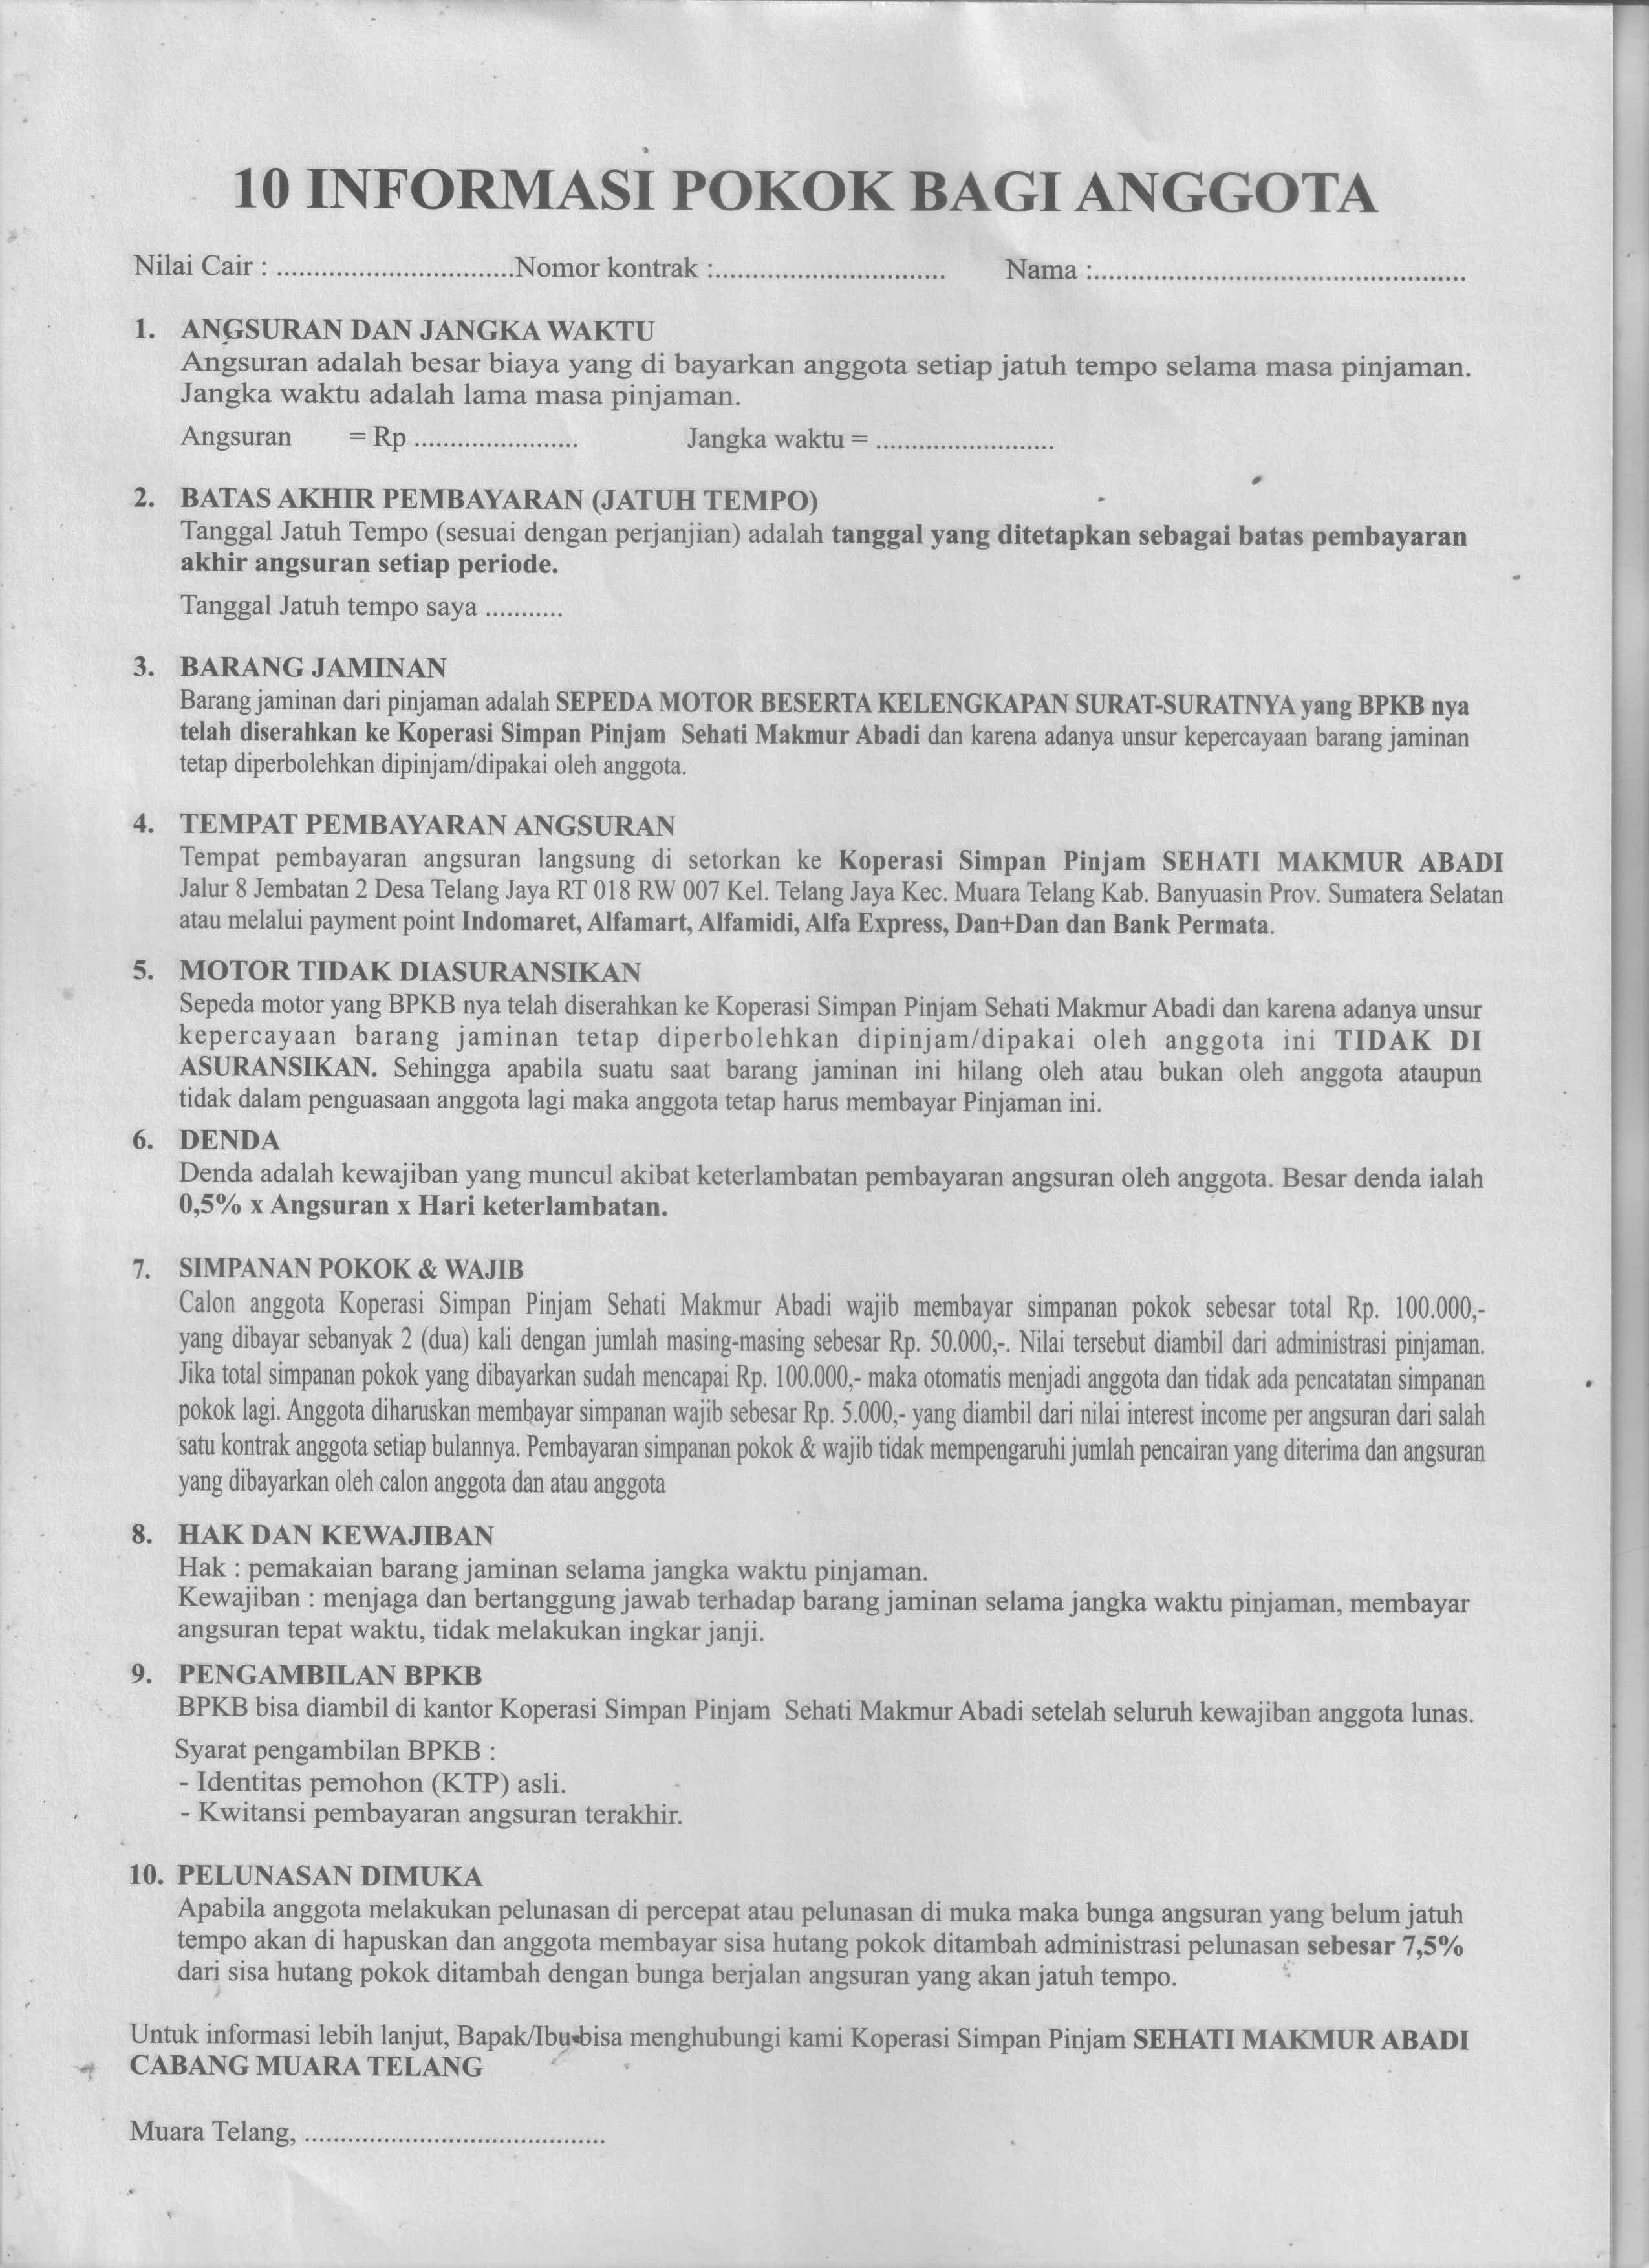 10 INFORMASI POKOK BAGI ANGGOTA
Nilai Cair : ................................Nomor kontrak :............................... Nama :..................................................
1. ANGSURAN DAN JANGKA WAKTU
Angsuran adalah besar biaya yang di bayarkan anggota setiap jatuh tempo selama masa pinjaman.
Jangka waktu adalah lama masa pinjaman.
Angsuran = Rp ....................... Jangka waktu = .........................
2. BATAS AKHIR PEMBAYARAN (JATUH TEMPO)
Tanggal Jatuh Tempo (sesuai dengan perjanjian) adalah tanggal yang ditetapkan sebagai batas pembayaran
akhir angsuran setiap periode.
Tanggal Jatuh tempo saya ...........
3. BARANG JAMINAN
Barang jaminan dari pinjaman adalah SEPEDA MOTOR BESERTA KELENGKAPAN SURAT-SURATNYA yang BPKB nya
telah diserahkan ke Koperasi Simpan Pinjam Sehati Makmur Abadi dan karena adanya unsur kepercayaan barang jaminan
tetap diperbolehkan dipinjam/dipakai oleh anggota.
4. TEMPAT PEMBAYARAN ANGSURAN
Tempat pembayaran angsuran langsung di setorkan ke Koperasi Simpan Pinjam SEHATI MAKMUR ABADI
Jalur 8 Jembatan 2 Desa Telang Jaya RT 018 RW 007 Kel. Telang Jaya Kec. Muara Telang Kab. Banyuasin Prov. Sumatera Selatan
atau melalui payment point Indomaret, Alfamart, Alfamidi, Alfa Express, Dan+Dan dan Bank Permata.
5. MOTOR TIDAK DIASURANSIKAN
Sepeda motor yang BPKB nya telah diserahkan ke Koperasi Simpan Pinjam Sehati Makmur Abadi dan karena adanya unsur
kepercayaan barang jaminan tetap diperbolehkan dipinjam/dipakai oleh anggota ini TIDAK DI
ASURANSIKAN. Sehingga apabila suatu saat barang jaminan ini hilang oleh atau bukan oleh anggota ataupun
tidak dalam penguasaan anggota lagi maka anggota tetap harus membayar Pinjaman ini.
6. DENDA
Denda adalah kewajiban yang muncul akibat keterlambatan pembayaran angsuran oleh anggota. Besar denda ialah
0,5% x Angsuran x Hari keterlambatan.
7. SIMPANAN POKOK & WAJIB
Calon anggota Koperasi Simpan Pinjam Sehati Makmur Abadi wajib membayar simpanan pokok sebesar total Rp. 100.000,-
yang dibayar sebanyak 2 (dua) kali dengan jumlah masing-masing sebesar Rp. 50.000,-. Nilai tersebut diambil dari administrasi pinjaman.
Jika total simpanan pokok yang dibayarkan sudah mencapai Rp. 100.000,- maka otomatis menjadi anggota dan tidak ada pencatatan simpanan
pokok lagi. Anggota diharuskan membayar simpanan wajib sebesar Rp. 5.000,- yang diambil dari nilai interest income per angsuran dari salah
satu kontrak anggota setiap bulannya. Pembayaran simpanan pokok & wajib tidak mempengaruhi jumlah pencairan yang diterima dan angsuran
yang dibayarkan oleh calon anggota dan atau anggota
8. HAK DAN KEWAJIBAN
Hak : pemakaian barang jaminan selama jangka waktu pinjaman.
Kewajiban : menjaga dan bertanggung jawab terhadap barang jaminan selama jangka waktu pinjaman, membayar
angsuran tepat waktu, tidak melakukan ingkar janji.
9. PENGAMBILAN BPKB
BPKB bisa diambil di kantor Koperasi Simpan Pinjam Sehati Makmur Abadi setelah seluruh kewajiban anggota lunas.
Syarat pengambilan BPKB :
- Identitas pemohon (KTP) asli.
- Kwitansi pembayaran angsuran terakhir.
10. PELUNASAN DIMUKA
Apabila anggota melakukan pelunasan di percepat atau pelunasan di muka maka bunga angsuran yang belum jatuh
tempo akan di hapuskan dan anggota membayar sisa hutang pokok ditambah administrasi pelunasan sebesar 7,5%
dari sisa hutang pokok ditambah dengan bunga berjalan angsuran yang akan jatuh tempo.
Untuk informasi lebih lanjut, Bapak/Ibu bisa menghubungi kami Koperasi Simpan Pinjam SEHATI MAKMUR ABADI
CABANG MUARA TELANG
Muara Telang, ..........................................